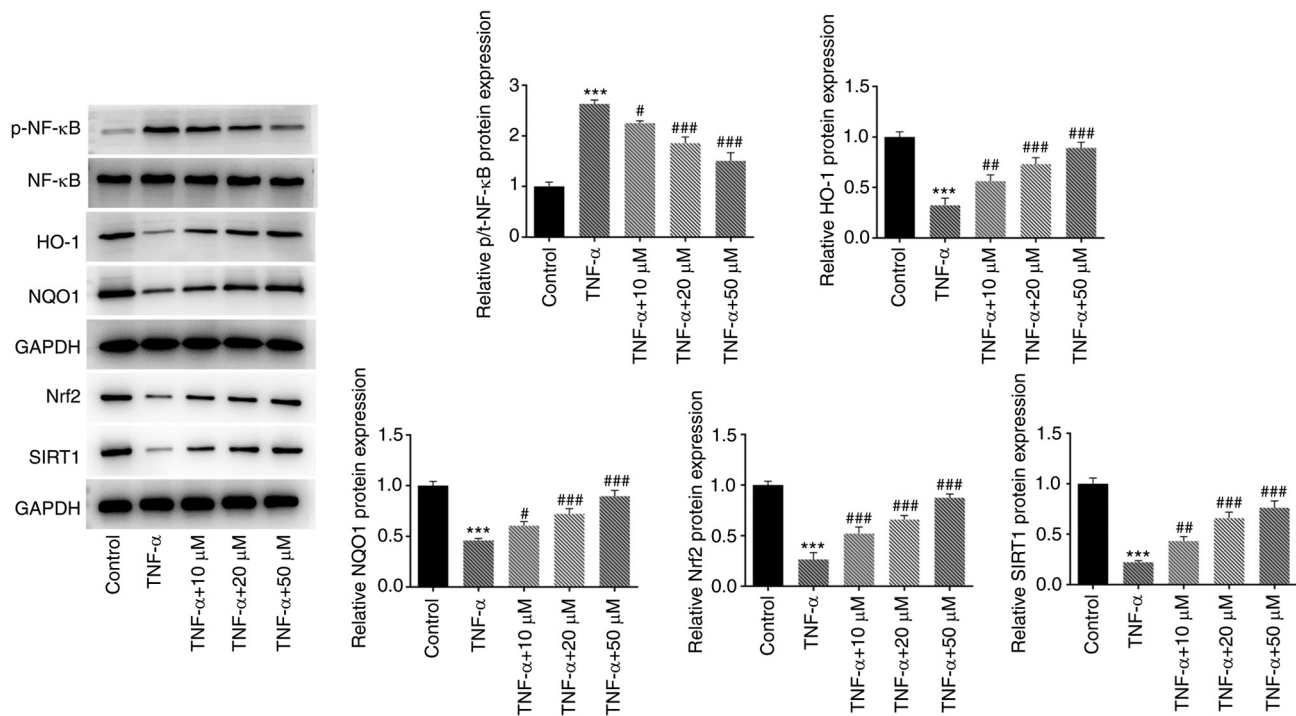 p-NF-κB
NF-κB
HO-1
NQO1
GAPDH
Nrf2
SIRT1
GAPDH
Control
TNF-α
TNF-α+10 μM
TNF-α+20 μM
TNF-α+50 μM
Relative p/t-NF-κB protein expression
3
2
1
0
***
#
###
###
Control
TNF-α
TNF-α+10 μM
TNF-α+20 μM
TNF-α+50 μM
Relative HO-1 protein expression
1.5
1.0
0.5
0.0
***
##
###
###
Control
TNF-α
TNF-α+10 μM
TNF-α+20 μM
TNF-α+50 μM
Relative NQO1 protein expression
1.5
1.0
0.5
0.0
***
#
###
###
Control
TNF-α
TNF-α+10 μM
TNF-α+20 μM
TNF-α+50 μM
Relative Nrf2 protein expression
1.5
1.0
0.5
0.0
***
###
###
###
Control
TNF-α
TNF-α+10 μM
TNF-α+20 μM
TNF-α+50 μM
Relative SIRT1 protein expression
1.5
1.0
0.5
0.0
***
##
###
###
Control
TNF-α
TNF-α+10 μM
TNF-α+20 μM
TNF-α+50 μM